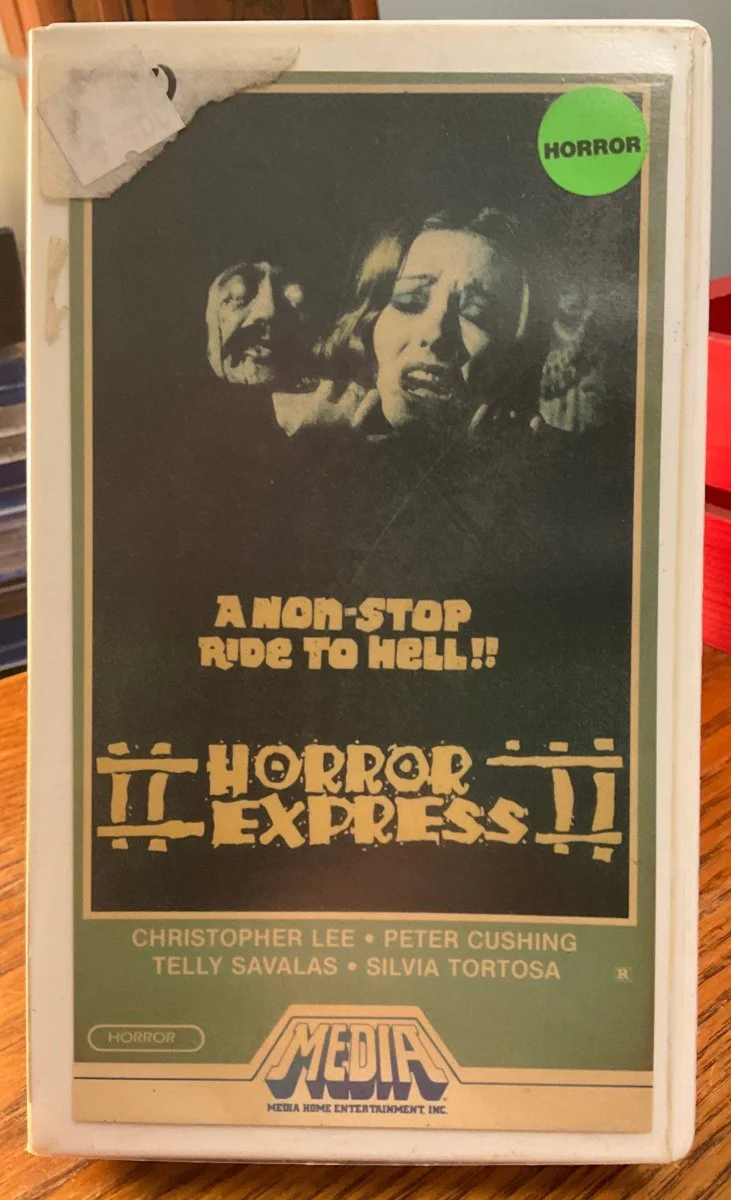 HORROR
A NON-STOP
RIDE TO HELL!!
HORROR
EXPRESS
CHRISTOPHER LEE • PETER CUSHING
TELLY SAVALAS • SILVIA TORTOSA
R
HORROR
MEDIA
MEDIA HOME ENTERTAINMENT, INC.